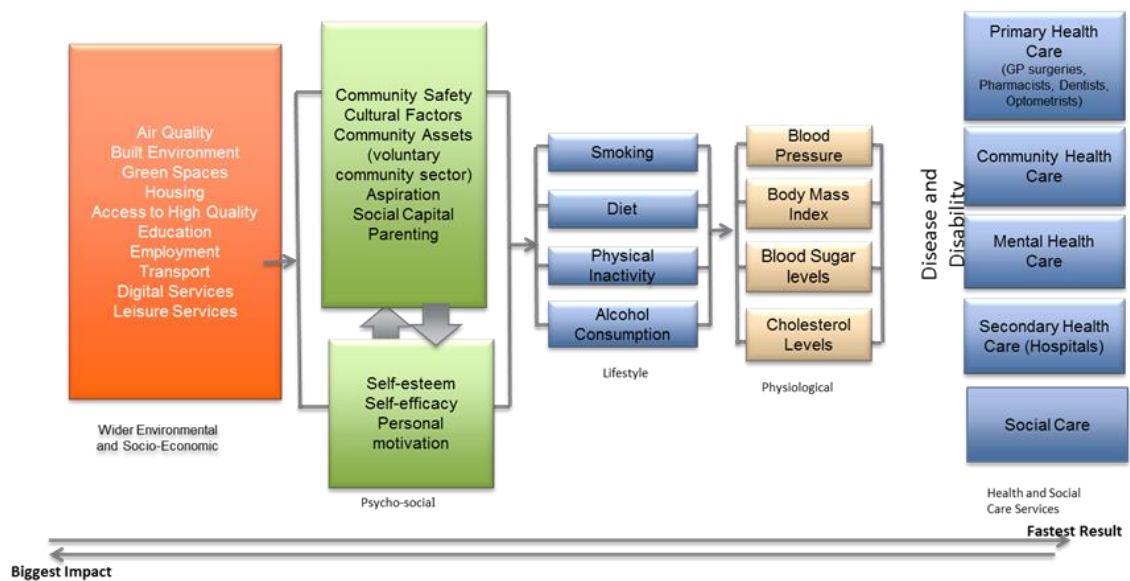 Air Quality
Built Environment
Green Spaces
Housing
Access to High Quality
Education
Employment
Transport
Digital Services
Leisure Services
Wider Environmental
and Socio-Economic
Community Safety
Cultural Factors
Community Assets
(voluntary
community sector)
Aspiration
Social Capital
Parenting
Self-esteem
Self-efficacy
Personal
motivation
Psycho-social
Smoking
Diet
Physical
Inactivity
Alcohol
Consumption
Lifestyle
Blood
Pressure
Body Mass
Index
Blood Sugar
levels
Cholesterol
Levels
Physiological
Disease and
Disability
Primary Health
Care
(GP surgeries,
Pharmacists, Dentists,
Optometrists)
Community Health
Care
Mental Health
Care
Secondary Health
Care (Hospitals)
Social Care
Health and Social
Care Services
Fastest Result
Biggest Impact